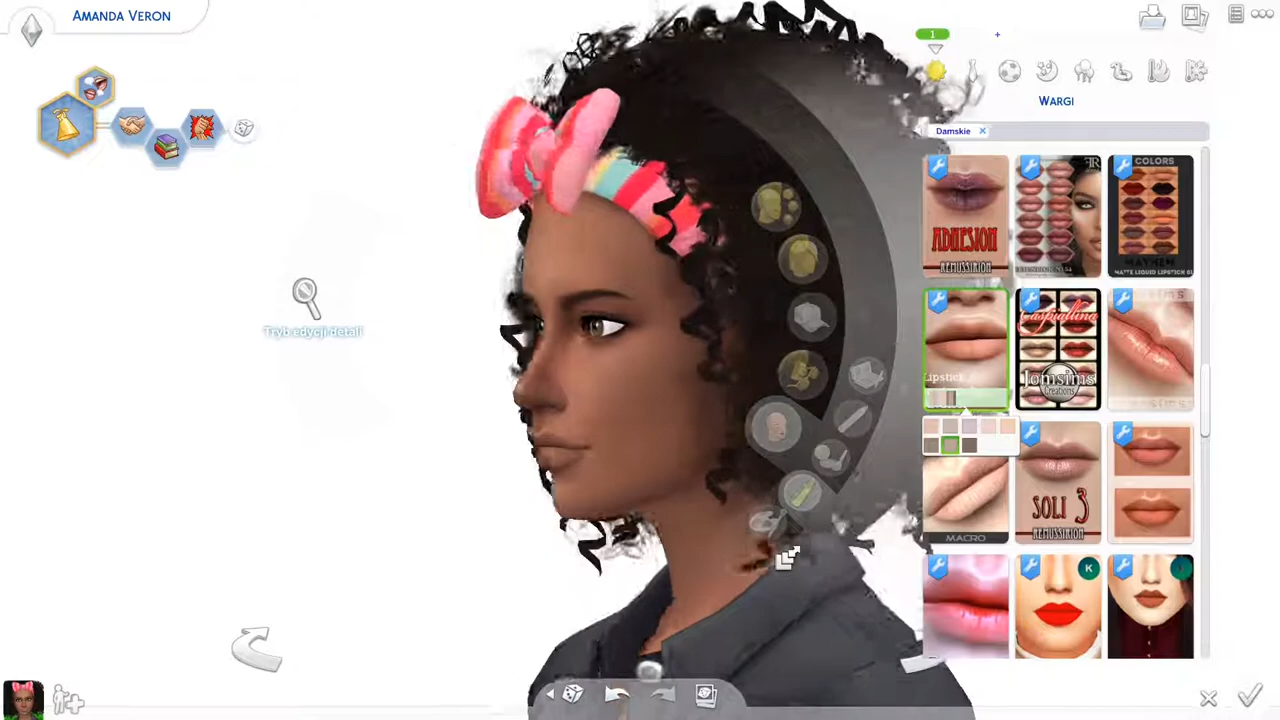 AMANDA VERON
1
+
WARGI
Damskie ×
ADHESION
REMUSSIRION
COLORS
MAYHEM
MATTE LIQUID LIPSTICK
Lipstick
Jomsims
Creations
MACRO
SOLI 3
REMUSSIRION
K
Tryb edycji detali